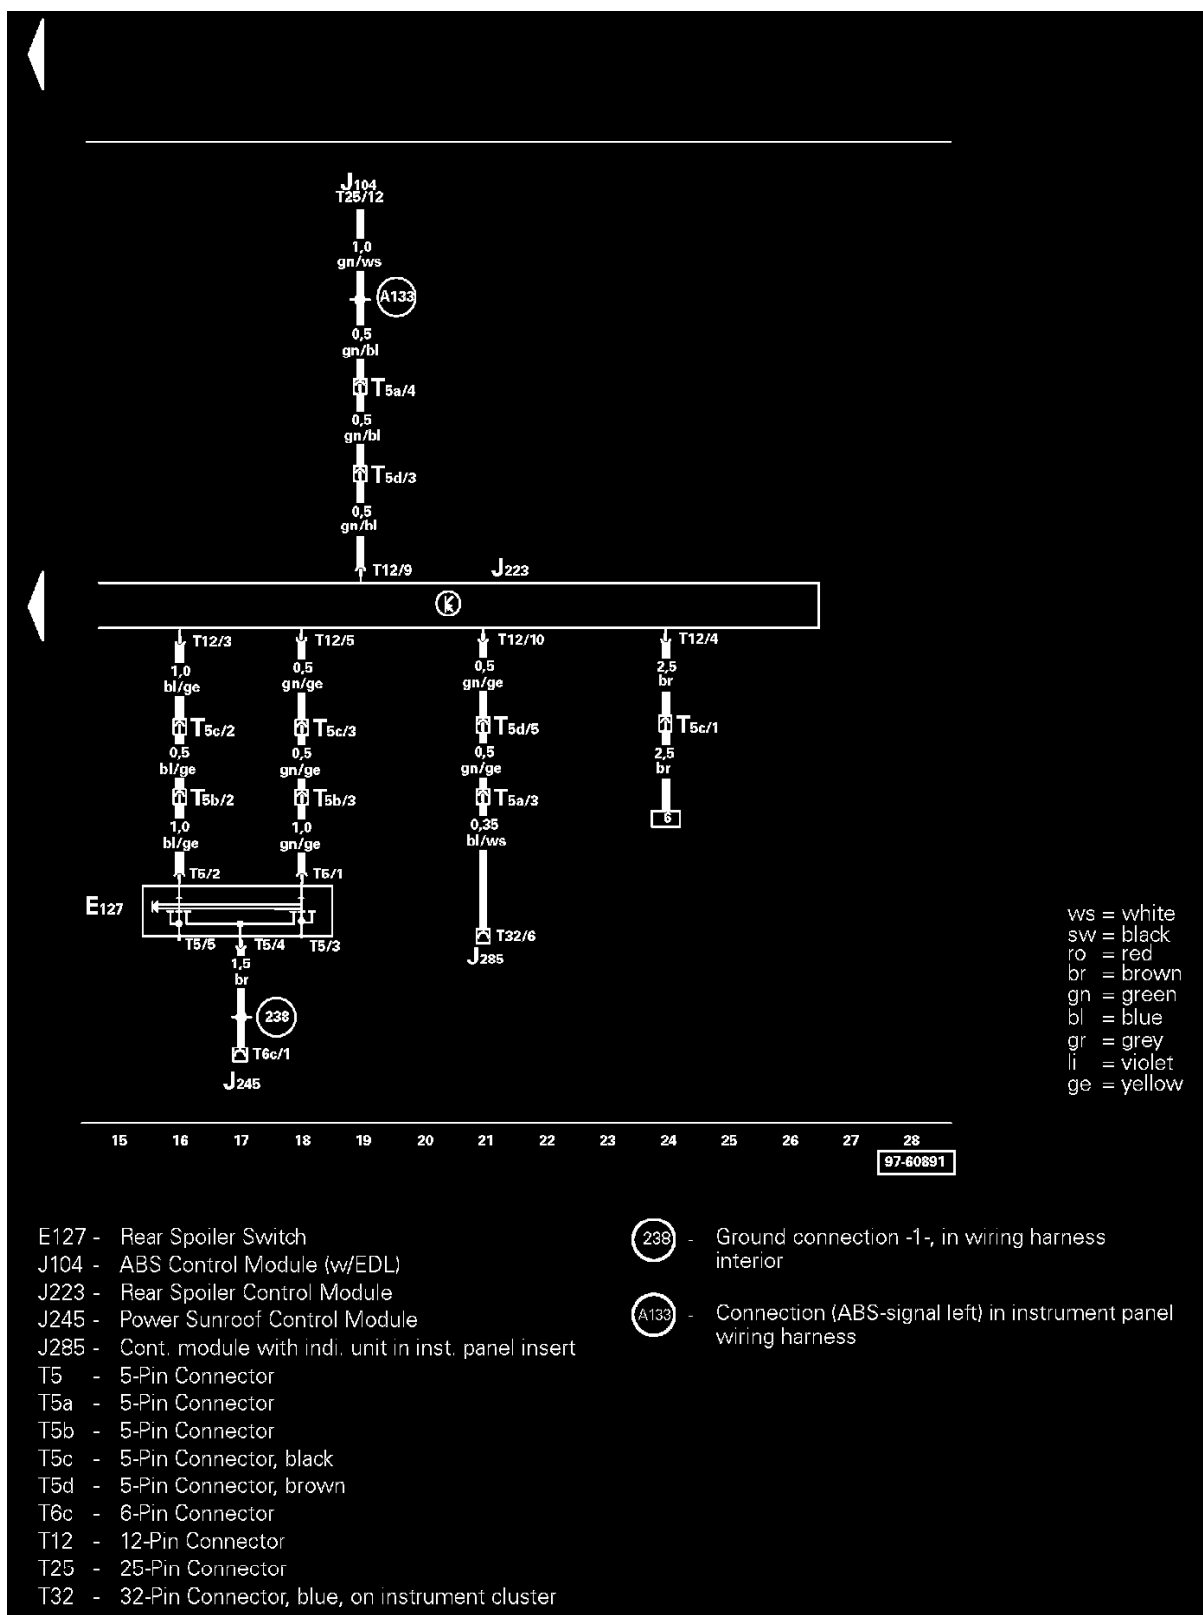 J104
T25/12
1,0
gn/ws
A133
0,5
gn/bl
T5a/4
0,5
gn/bl
T5d/3
0,5
gn/bl
T12/9
J223
K
T12/3
T12/5
T12/10
T12/4
1,0
bl/ge
0,5
gn/ge
0,5
gn/ge
2,5
br
T5c/2
T5c/3
T5d/5
T5c/1
0,5
bl/ge
0,5
gn/ge
0,5
gn/ge
2,5
br
T5b/2
T5b/3
T5a/3
6
1,0
bl/ge
1,0
gn/ge
0,35
bl/ws
T5/2
T5/1
E127
T5/5
T5/4
T5/3
T32/6
J285
1,5
br
238
T6c/1
J245
ws = white
sw = black
ro = red
br = brown
gn = green
bl = blue
gr = grey
li = violet
ge = yellow
15 16 17 18 19 20 21 22 23 24 25 26 27 28
97-60891
E127 - Rear Spoiler Switch
J104 - ABS Control Module (w/EDL)
J223 - Rear Spoiler Control Module
J245 - Power Sunroof Control Module
J285 - Cont. module with indi. unit in inst. panel insert
T5 - 5-Pin Connector
T5a - 5-Pin Connector
T5b - 5-Pin Connector
T5c - 5-Pin Connector, black
T5d - 5-Pin Connector, brown
T6c - 6-Pin Connector
T12 - 12-Pin Connector
T25 - 25-Pin Connector
T32 - 32-Pin Connector, blue, on instrument cluster
238 - Ground connection -1-, in wiring harness
interior
A133 - Connection (ABS-signal left) in instrument panel
wiring harness